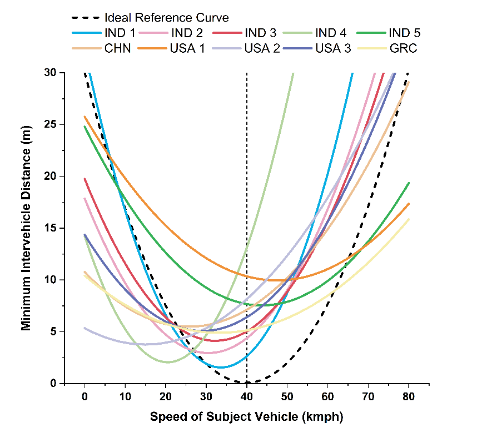 Ideal Reference Curve
IND 1 IND 2 IND 3 IND 4 IND 5
CHN USA 1 USA 2 USA 3 GRC
30
25
20
15
10
5
0
Minimum Intervehicle Distance (m)
0 10 20 30 40 50 60 70 80
Speed of Subject Vehicle (kmph)